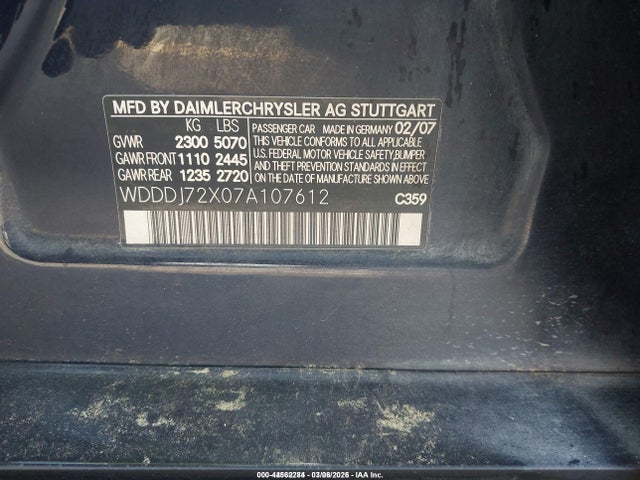 MFD BY DAIMLERCHRYSLER AG STUTTGART
KG LBS
GVWR 2300 5070
GAWR FRONT 1110 2445
GAWR REAR 1235 2720
PASSENGER CAR MADE IN GERMANY 02/07
THIS VEHICLE CONFORMS TO ALL APPLICABLE
U.S. FEDERAL MOTOR VEHICLE SAFETY, BUMPER
AND THEFT PREVENTION STANDARDS IN EFFECT
ON THE DATE OF MANUFACTURE SHOWN ABOVE.
WDDDJ72X07A107612
C359
000-44562284 - 03/06/2026 - IAA Inc.